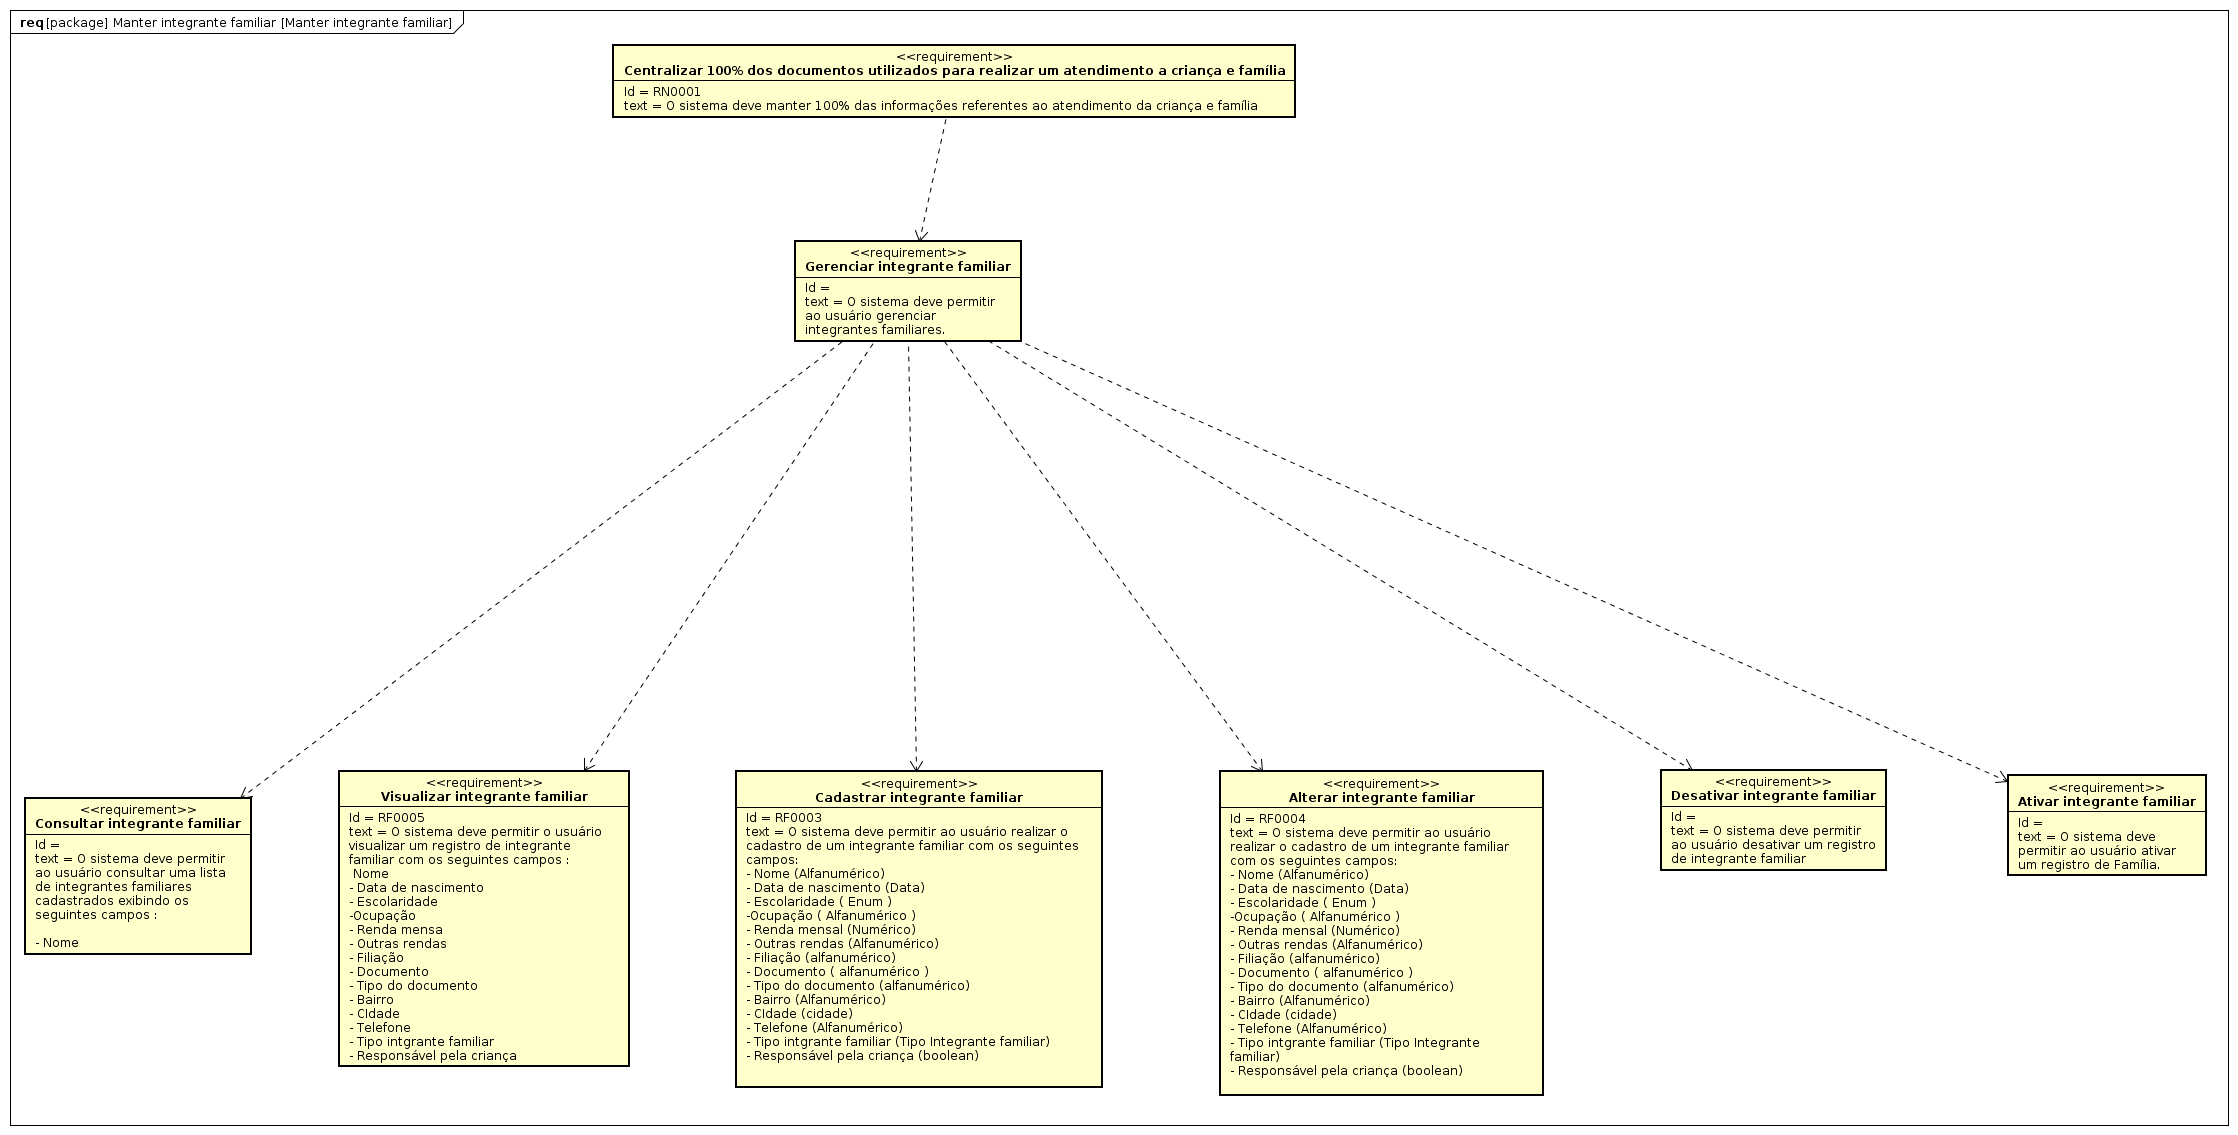 req[package] Manter integrante familiar [Manter integrante familiar]
<<requirement>>
Centralizar 100% dos documentos utilizados para realizar um atendimento a criança e família
Id = RN0001
text = O sistema deve manter 100% das informações referentes ao atendimento da criança e família
<<requirement>>
Gerenciar integrante familiar
Id =
text = O sistema deve permitir
ao usuário gerenciar
integrantes familiares.
<<requirement>>
Consultar integrante familiar
Id =
text = O sistema deve permitir
ao usuário consultar uma lista
de integrantes familiares
cadastrados exibindo os
seguintes campos :
- Nome
<<requirement>>
Visualizar integrante familiar
Id = RF0005
text = O sistema deve permitir o usuário
visualizar um registro de integrante
familiar com os seguintes campos :
Nome
- Data de nascimento
- Escolaridade
-Ocupação
- Renda mensa
- Outras rendas
- Filiação
- Documento
- Tipo do documento
- Bairro
- CIdade
- Telefone
- Tipo intgrante familiar
- Responsável pela criança
<<requirement>>
Cadastrar integrante familiar
Id = RF0003
text = O sistema deve permitir ao usuário realizar o
cadastro de um integrante familiar com os seguintes
campos:
- Nome (Alfanumérico)
- Data de nascimento (Data)
- Escolaridade ( Enum )
-Ocupação ( Alfanumérico )
- Renda mensal (Numérico)
- Outras rendas (Alfanumérico)
- Filiação (alfanumérico)
- Documento ( alfanumérico )
- Tipo do documento (alfanumérico)
- Bairro (Alfanumérico)
- CIdade (cidade)
- Telefone (Alfanumérico)
- Tipo intgrante familiar (Tipo Integrante familiar)
- Responsável pela criança (boolean)
<<requirement>>
Alterar integrante familiar
Id = RF0004
text = O sistema deve permitir ao usuário
realizar o cadastro de um integrante familiar
com os seguintes campos:
- Nome (Alfanumérico)
- Data de nascimento (Data)
- Escolaridade ( Enum )
-Ocupação ( Alfanumérico )
- Renda mensal (Numérico)
- Outras rendas (Alfanumérico)
- Filiação (alfanumérico)
- Documento ( alfanumérico )
- Tipo do documento (alfanumérico)
- Bairro (Alfanumérico)
- CIdade (cidade)
- Telefone (Alfanumérico)
- Tipo intgrante familiar (Tipo Integrante
familiar)
- Responsável pela criança (boolean)
<<requirement>>
Desativar integrante familiar
Id =
text = O sistema deve permitir
ao usuário desativar um registro
de integrante familiar
<<requirement>>
Ativar integrante familiar
Id =
text = O sistema deve
permitir ao usuário ativar
um registro de Família.